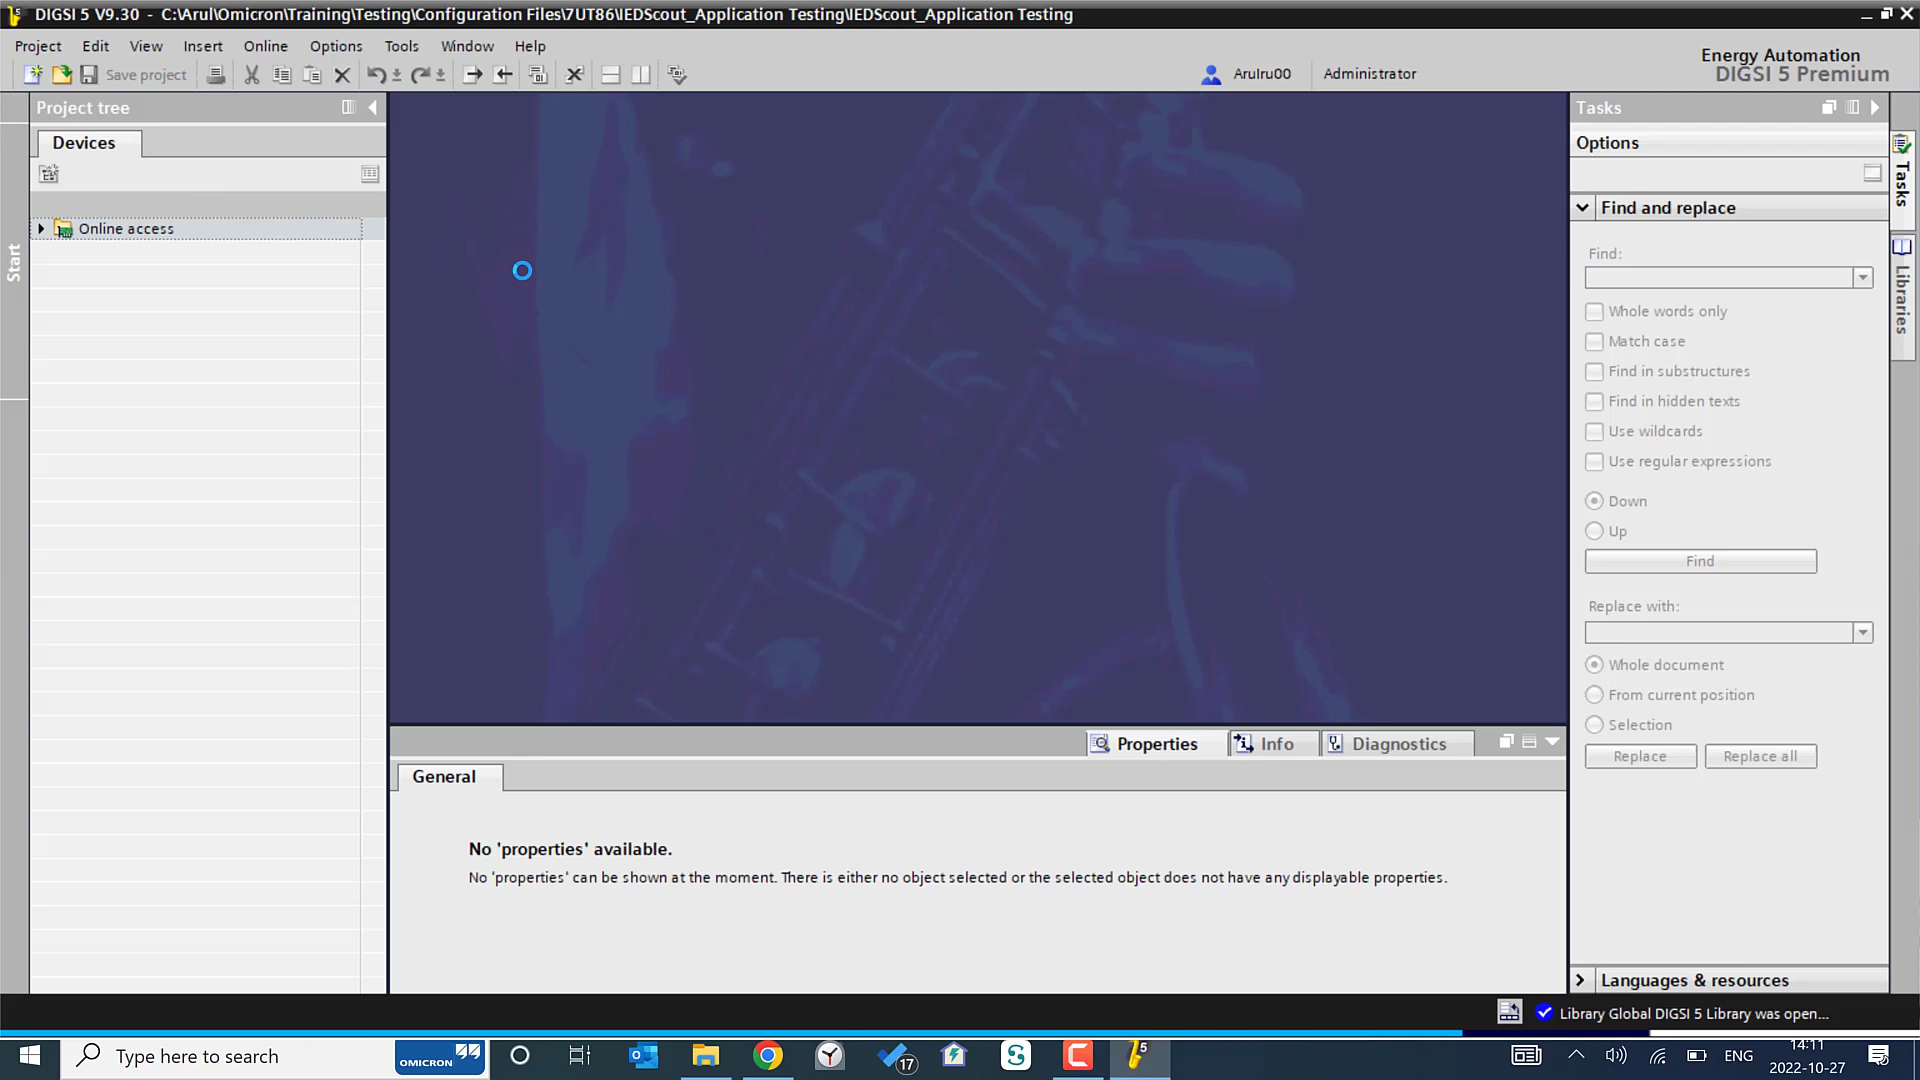 DIGSI 5 V9.30 - C:\Arul\Omicron\Training\Testing\Configuration Files\7UT86\IEDScout_Application Testing\IEDScout_Application Testing
Project Edit View Insert Online Options Tools Window Help
Energy Automation
DIGSI 5 Premium
Save project
ArulIru00 Administrator
Project tree
Devices
Start
Online access
Tasks
Options
Find and replace
Find:
Whole words only
Match case
Find in substructures
Find in hidden texts
Use wildcards
Use regular expressions
Down
Up
Find
Replace with:
Whole document
From current position
Selection
Replace Replace all
Languages & resources
Tasks
Libraries
Properties Info Diagnostics
General
No 'properties' available.
No 'properties' can be shown at the moment. There is either no object selected or the selected object does not have any displayable properties.
Library Global DIGSI 5 Library was open...
Type here to search
OMICRON
17
5
ENG
14:11
2022-10-27